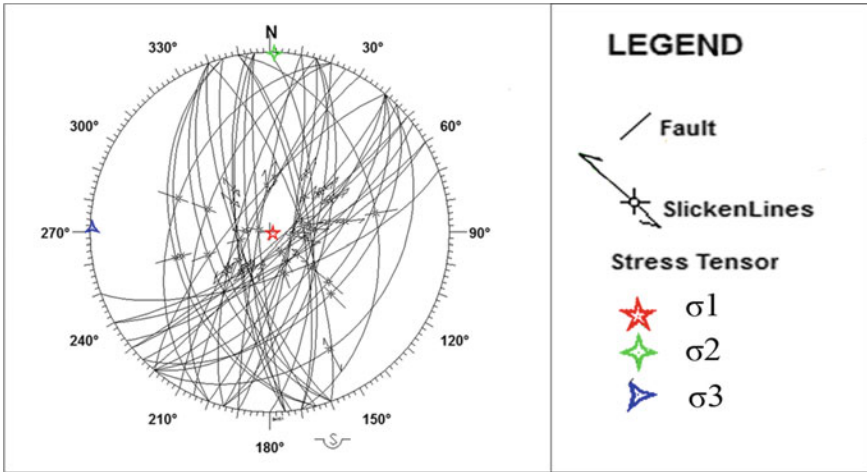 N
330°
30°
300°
60°
270°
90°
240°
120°
210°
150°
180°
S
LEGEND
Fault
SlickenLines
Stress Tensor
σ1
σ2
σ3